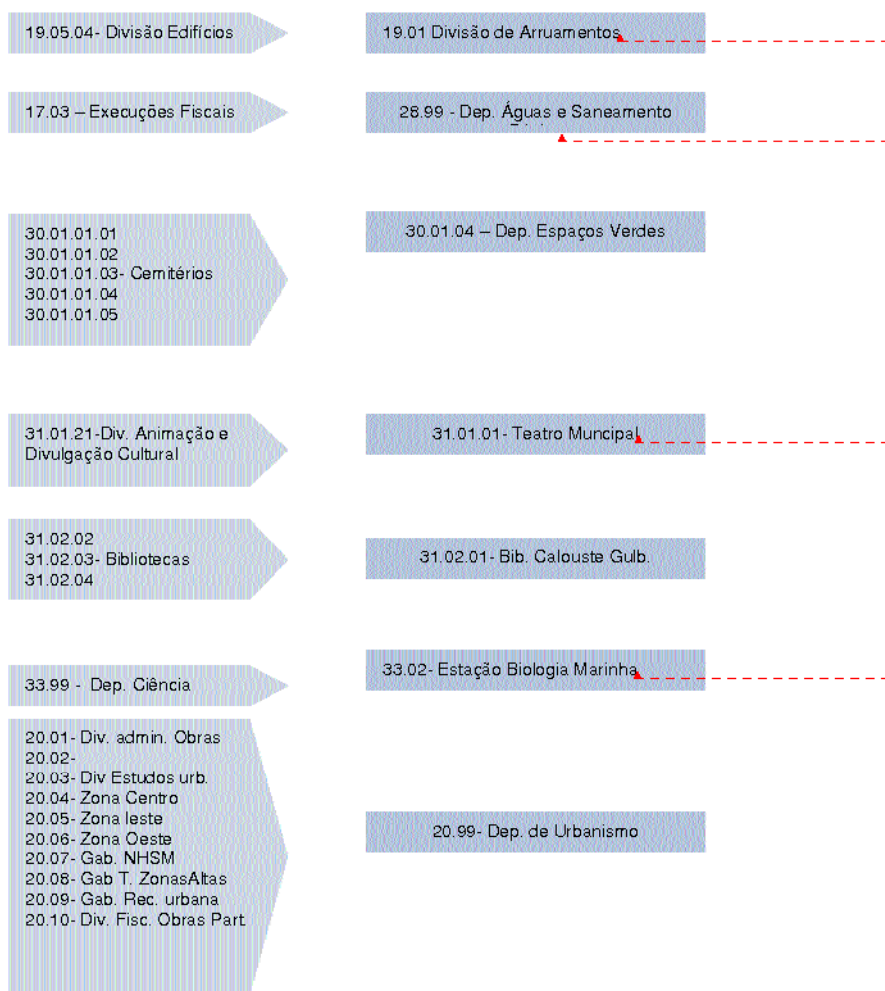 19.05.04- Divisão Edifícios
19.01 Divisão de Arruamentos
17.03 – Execuções Fiscais
28.99 - Dep. Águas e Saneamento
30.01.01.01
30.01.01.02
30.01.01.03- Cemitérios
30.01.01.04
30.01.01.05
30.01.04 – Dep. Espaços Verdes
31.01.21-Div. Animação e
Divulgação Cultural
31.01.01- Teatro Muncipal
31.02.02
31.02.03- Bibliotecas
31.02.04
31.02.01- Bib. Calouste Gulb.
33.99 - Dep. Ciência
33.02- Estação Biologia Marinha
20.01- Div. admin. Obras
20.02-
20.03- Div Estudos urb.
20.04- Zona Centro
20.05- Zona leste
20.06- Zona Oeste
20.07- Gab. NHSM
20.08- Gab T. ZonasAltas
20.09- Gab. Rec. urbana
20.10- Div. Fisc. Obras Part.
20.99- Dep. de Urbanismo